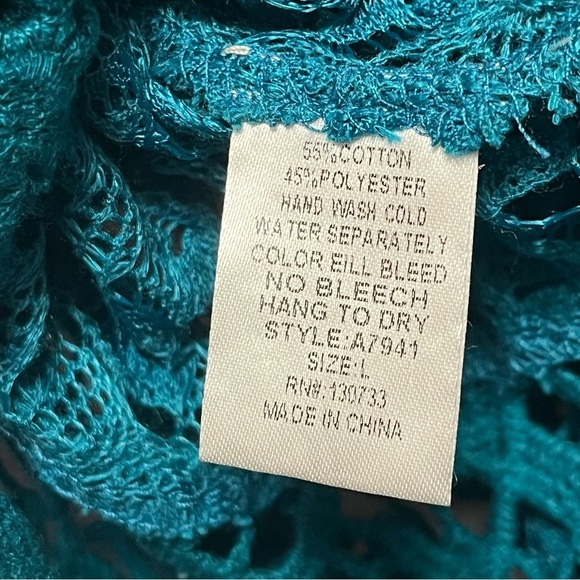 55%COTTON
45%POLYESTER
HAND WASH COLD
WATER SEPARATELY
COLOR EILL BLEED
NO BLEECH
HANG TO DRY
STYLE:A7941
SIZE:L
RN#:130733
MADE IN CHINA